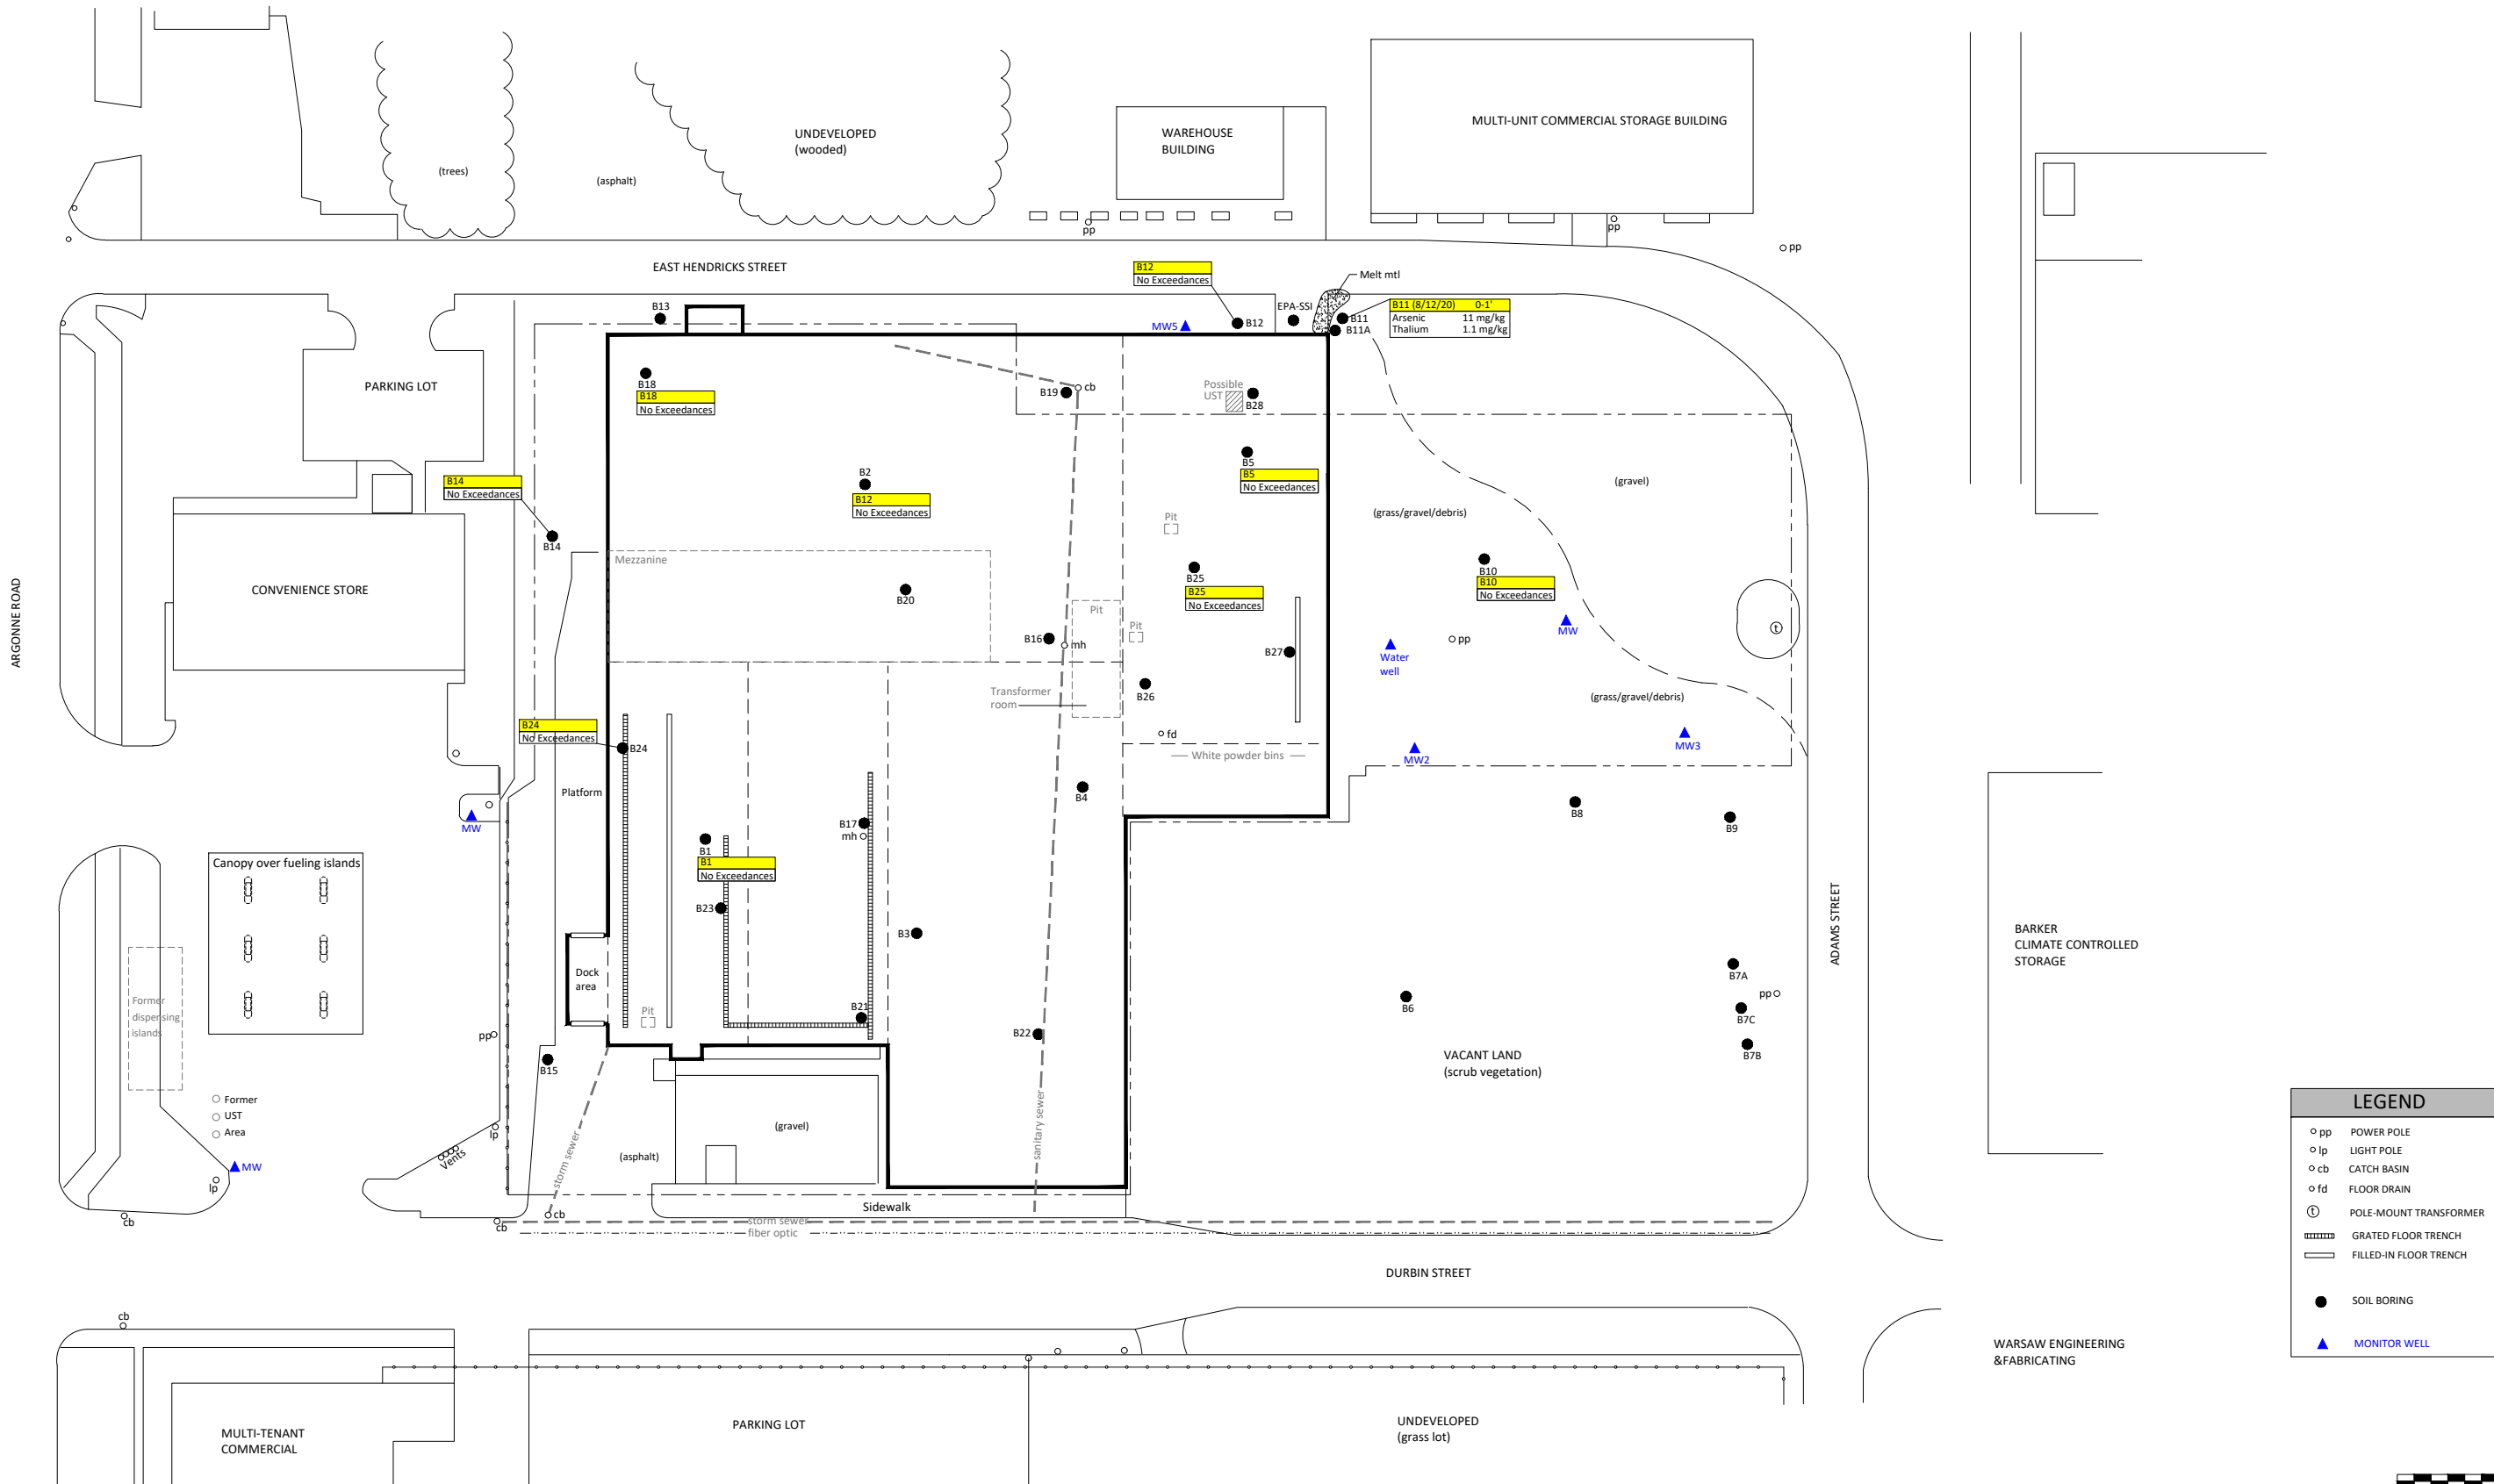 UNDEVELOPED
(wooded)
WAREHOUSE
BUILDING
MULTI-UNIT COMMERCIAL STORAGE BUILDING
(trees)
(asphalt)
pp
pp
pp
EAST HENDRICKS STREET
B12
No Exceedances
Melt mtl
B13
EPA-SSI
MW5
B12
B11
B11A
B11 (8/12/20) 0-1'
Arsenic 11 mg/kg
Thalium 1.1 mg/kg
PARKING LOT
B18
B18
No Exceedances
B19
cb
Possible
UST
B28
B14
No Exceedances
B14
B2
B12
No Exceedances
B5
B5
No Exceedances
(gravel)
(grass/gravel/debris)
Pit
Mezzanine
B20
B25
B25
No Exceedances
B10
B10
No Exceedances
CONVENIENCE STORE
ARGONNE ROAD
Pit
Pit
B16
mh
B27
pp
MW
Water
well
t
B26
Transformer
room
(grass/gravel/debris)
B24
No Exceedances
B24
fd
White powder bins
MW2
MW3
Platform
B4
B8
B9
MW
B17
mh
B1
B1
No Exceedances
Canopy over fueling islands
B23
B3
ADAMS STREET
BARKER
CLIMATE CONTROLLED
STORAGE
Dock
area
Former
dispensing
islands
Pit
B21
B22
B6
B7A
pp
B7C
B7B
pp
B15
VACANT LAND
(scrub vegetation)
Former
UST
Area
lp
Vents
MW
lp
cb
storm sewer
(asphalt)
(gravel)
sanitary sewer
cb
cb
Sidewalk
storm sewer
fiber optic
DURBIN STREET
LEGEND
pp POWER POLE
lp LIGHT POLE
cb CATCH BASIN
fd FLOOR DRAIN
t POLE-MOUNT TRANSFORMER
GRATED FLOOR TRENCH
FILLED-IN FLOOR TRENCH
SOIL BORING
MONITOR WELL
cb
WARSAW ENGINEERING
&FABRICATING
MULTI-TENANT
COMMERCIAL
PARKING LOT
UNDEVELOPED
(grass lot)